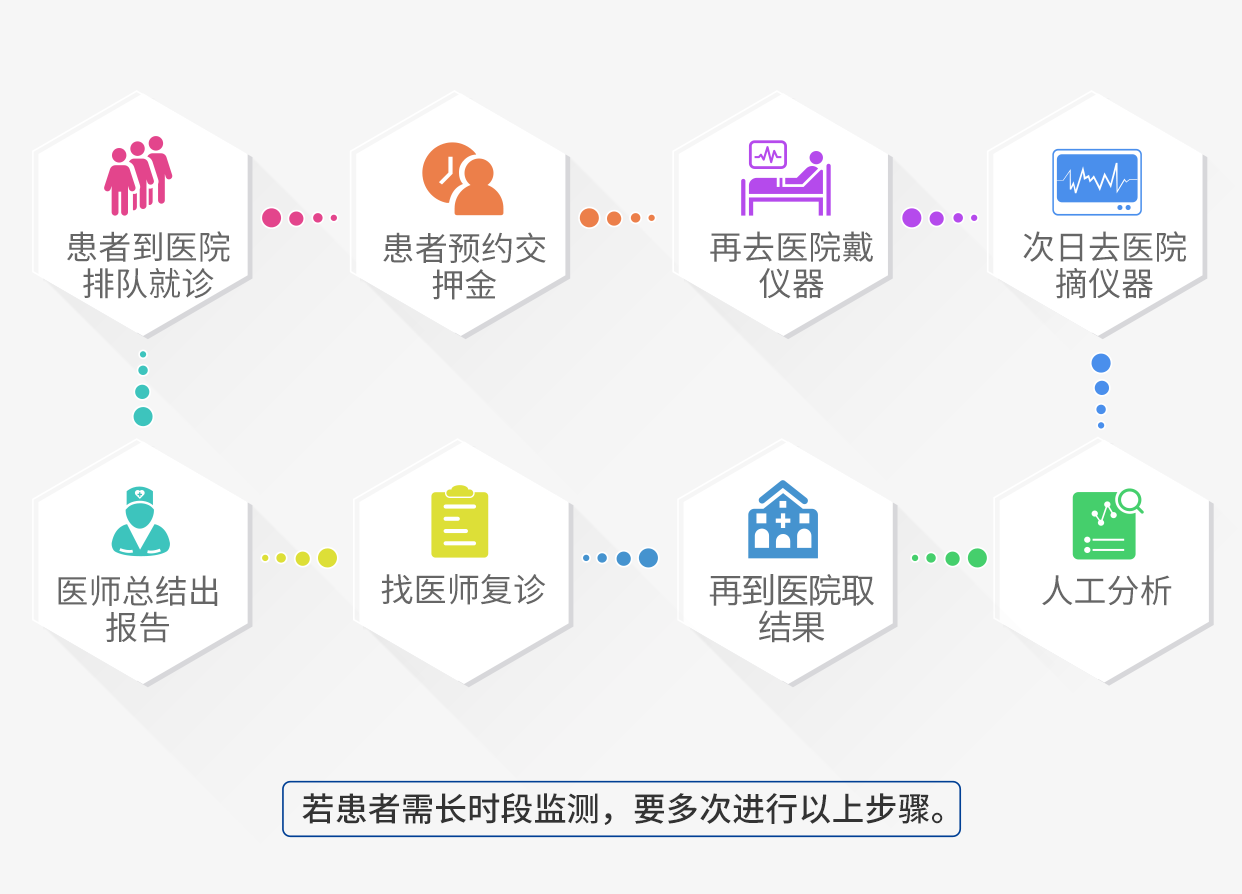 患者到医院
排队就诊
患者预约交
押金
再去医院戴
仪器
次日去医院
摘仪器
医师总结出
报告
找医师复诊
再到医院取
结果
人工分析
若患者需长时段监测，要多次进行以上步骤。